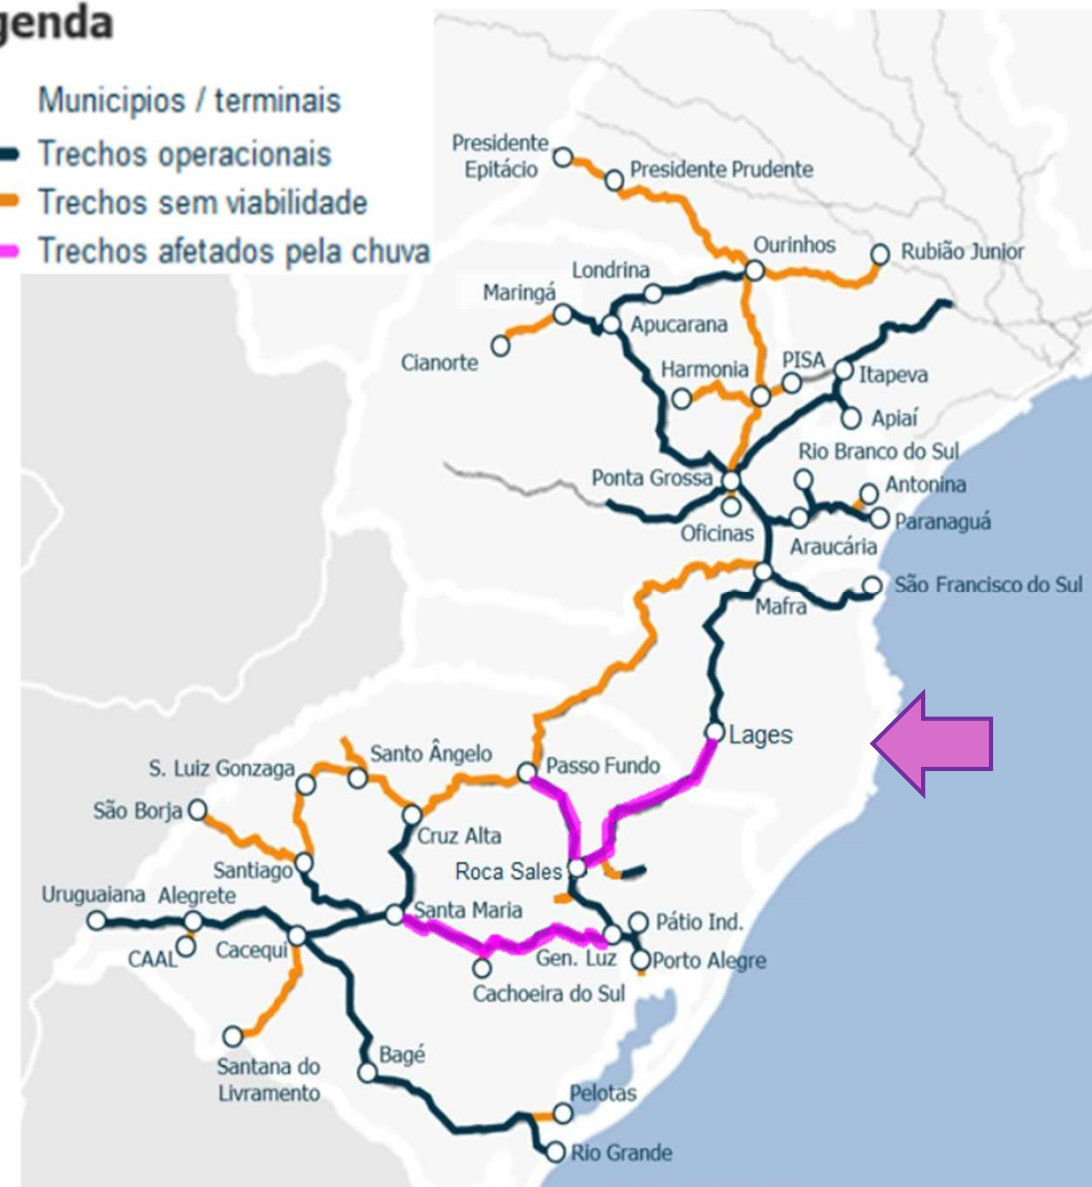 genda
Municipios / terminais
Trechos operacionais
Trechos sem viabilidade
Trechos afetados pela chuva
Presidente
Epitácio
Presidente Prudente
Ourinhos
Rubião Junior
Londrina
Maringá
Apucarana
Cianorte
Harmonia
PISA
Itapeva
Apiaí
Rio Branco do Sul
Ponta Grossa
Antonina
Paranaguá
Oficinas
Araucária
São Francisco do Sul
Mafra
Lages
Santo Ângelo
Passo Fundo
S. Luiz Gonzaga
São Borja
Cruz Alta
Santiago
Roca Sales
Uruguaiana
Alegrete
Santa Maria
Pátio Ind.
CAAL
Cacequi
Gen. Luz
Porto Alegre
Cachoeira do Sul
Bagé
Santana do
Livramento
Pelotas
Rio Grande